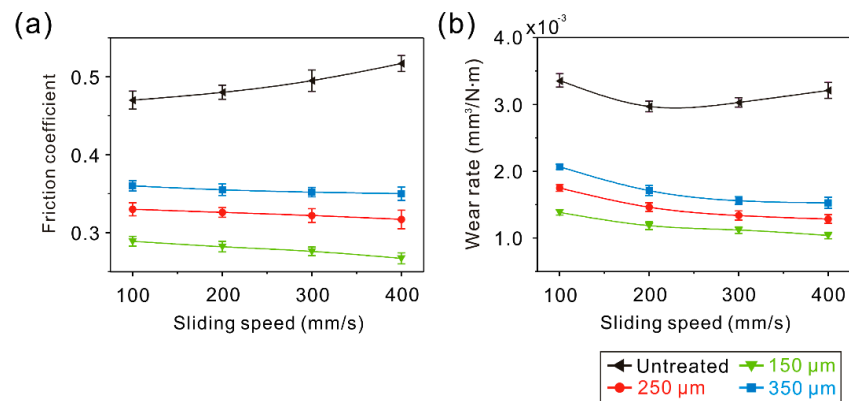 (a)
Friction coefficient
0.5
0.4
0.3
100 200 300 400
Sliding speed (mm/s)
(b)
×10⁻³
Wear rate (mm³/N·m)
4.0
3.0
2.0
1.0
100 200 300 400
Sliding speed (mm/s)
Untreated 150 μm
250 μm 350 μm